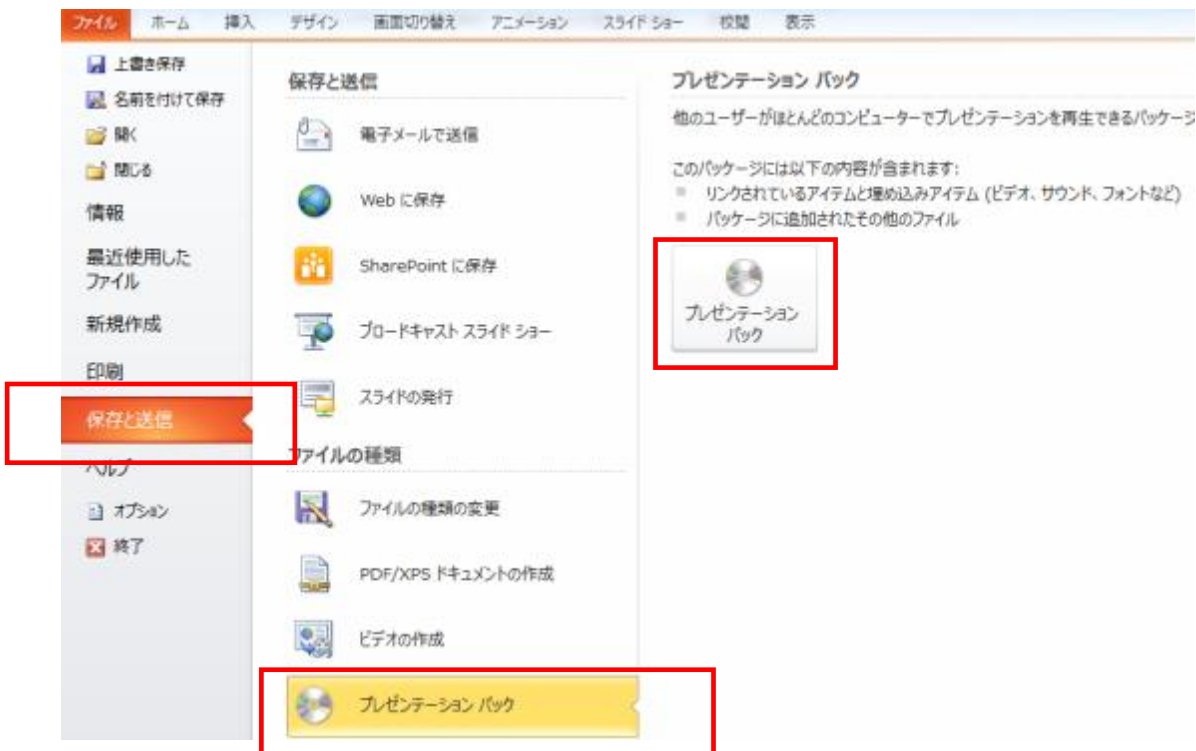 ファイル ホーム 挿入 デザイン 画面切り替え アニメーション スライド ショー 校閲 表示
上書き保存
名前を付けて保存
開く
閉じる
情報
最近使用した
ファイル
新規作成
印刷
保存と送信
ヘルプ
オプション
終了
保存と送信
電子メールで送信
Web に保存
SharePoint に保存
ブロードキャスト スライド ショー
スライドの発行
ファイルの種類
ファイルの種類の変更
PDF/XPS ドキュメントの作成
ビデオの作成
プレゼンテーション パック
プレゼンテーション パック
他のユーザーがほとんどのコンピューターでプレゼンテーションを再生できるパッケージ
このパッケージには以下の内容が含まれます:
リンクされているアイテムと埋め込みアイテム (ビデオ、サウンド、フォントなど)
パッケージに追加されたその他のファイル
プレゼンテーション
パック